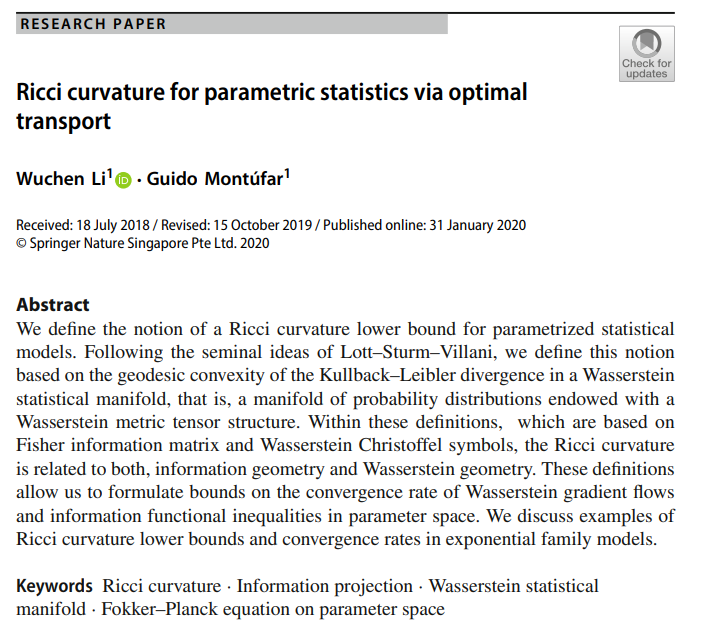 RESEARCH PAPER
Check for
updates
Ricci curvature for parametric statistics via optimal
transport
Wuchen Li¹ iD · Guido Montúfar¹
Received: 18 July 2018 / Revised: 15 October 2019 / Published online: 31 January 2020
© Springer Nature Singapore Pte Ltd. 2020
Abstract
We define the notion of a Ricci curvature lower bound for parametrized statistical
models. Following the seminal ideas of Lott–Sturm–Villani, we define this notion
based on the geodesic convexity of the Kullback–Leibler divergence in a Wasserstein
statistical manifold, that is, a manifold of probability distributions endowed with a
Wasserstein metric tensor structure. Within these definitions, which are based on
Fisher information matrix and Wasserstein Christoffel symbols, the Ricci curvature
is related to both, information geometry and Wasserstein geometry. These definitions
allow us to formulate bounds on the convergence rate of Wasserstein gradient flows
and information functional inequalities in parameter space. We discuss examples of
Ricci curvature lower bounds and convergence rates in exponential family models.
Keywords Ricci curvature · Information projection · Wasserstein statistical
manifold · Fokker–Planck equation on parameter space